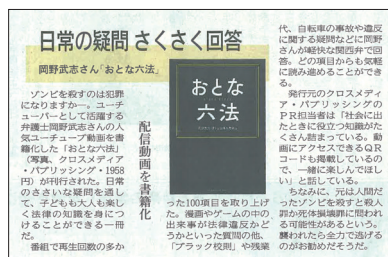 日常の疑問 さくさく回答
岡野武志さん「おとな六法」
ゾンビを殺すのは犯罪
になりますか―。ユーチ
ューバーとして活躍する
弁護士岡野武志さんの人
気ユーチューブ動画を書
籍化した「おとな六法」
(写真、クロスメディア
・パブリッシング・1958
円)が刊行された。日常
のささいな疑問を通し
て、子どもも大人も楽し
く法律の知識を身につ
けることができる一冊
だ。
番組で再生回数の多か
配信動画を書籍化
おとな
六法
った100項目を取り上げ
た。漫画やゲームの中の
出来事が法律違反かど
うかといった質問の他、
「ブラック校則」や残業
代、自転車の事故や違反
に関する疑問などに岡野
さんが軽快な関西弁で回
答。どの項目からも気軽
に読み進めることができ
る。
発行元のクロスメディ
ア・パブリッシングの
PR担当者は「社会に出
たときに役立つ知識がた
くさん詰まっている。動
画にアクセスできるQR
コードも掲載しているの
で、一緒に楽しんでほし
い」と話している。
ちなみに、元は人間だ
ったゾンビを殺すと殺人
罪か死体損壊罪に問われ
る可能性があるという。
襲われたら全力で逃げる
のがお勧めだそうだ。